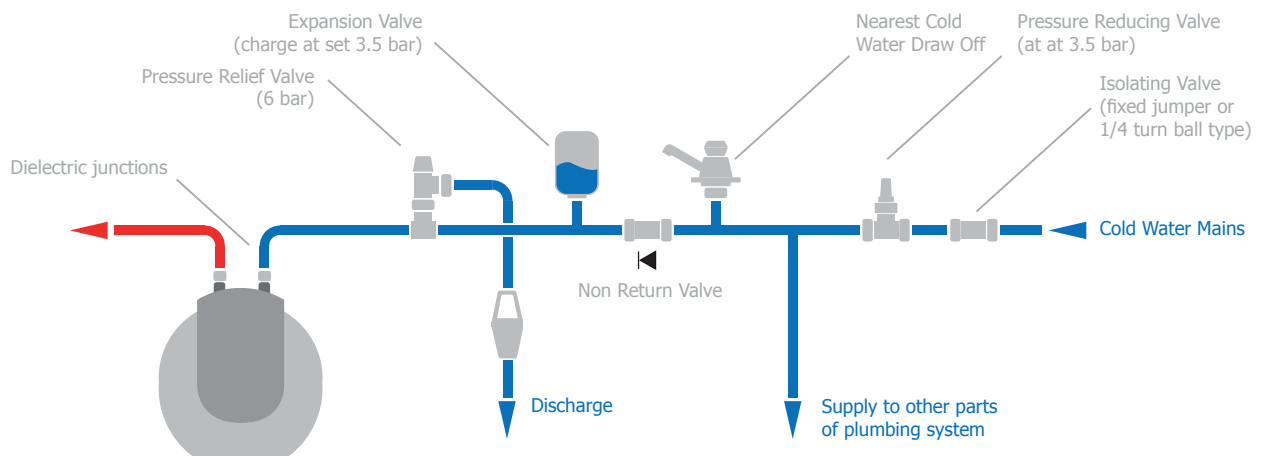 Expansion Valve
(charge at set 3.5 bar)
Nearest Cold
Water Draw Off
Pressure Reducing Valve
(at at 3.5 bar)
Pressure Relief Valve
(6 bar)
Isolating Valve
(fixed jumper or
1/4 turn ball type)
Dielectric junctions
Cold Water Mains
Non Return Valve
Discharge
Supply to other parts
of plumbing system